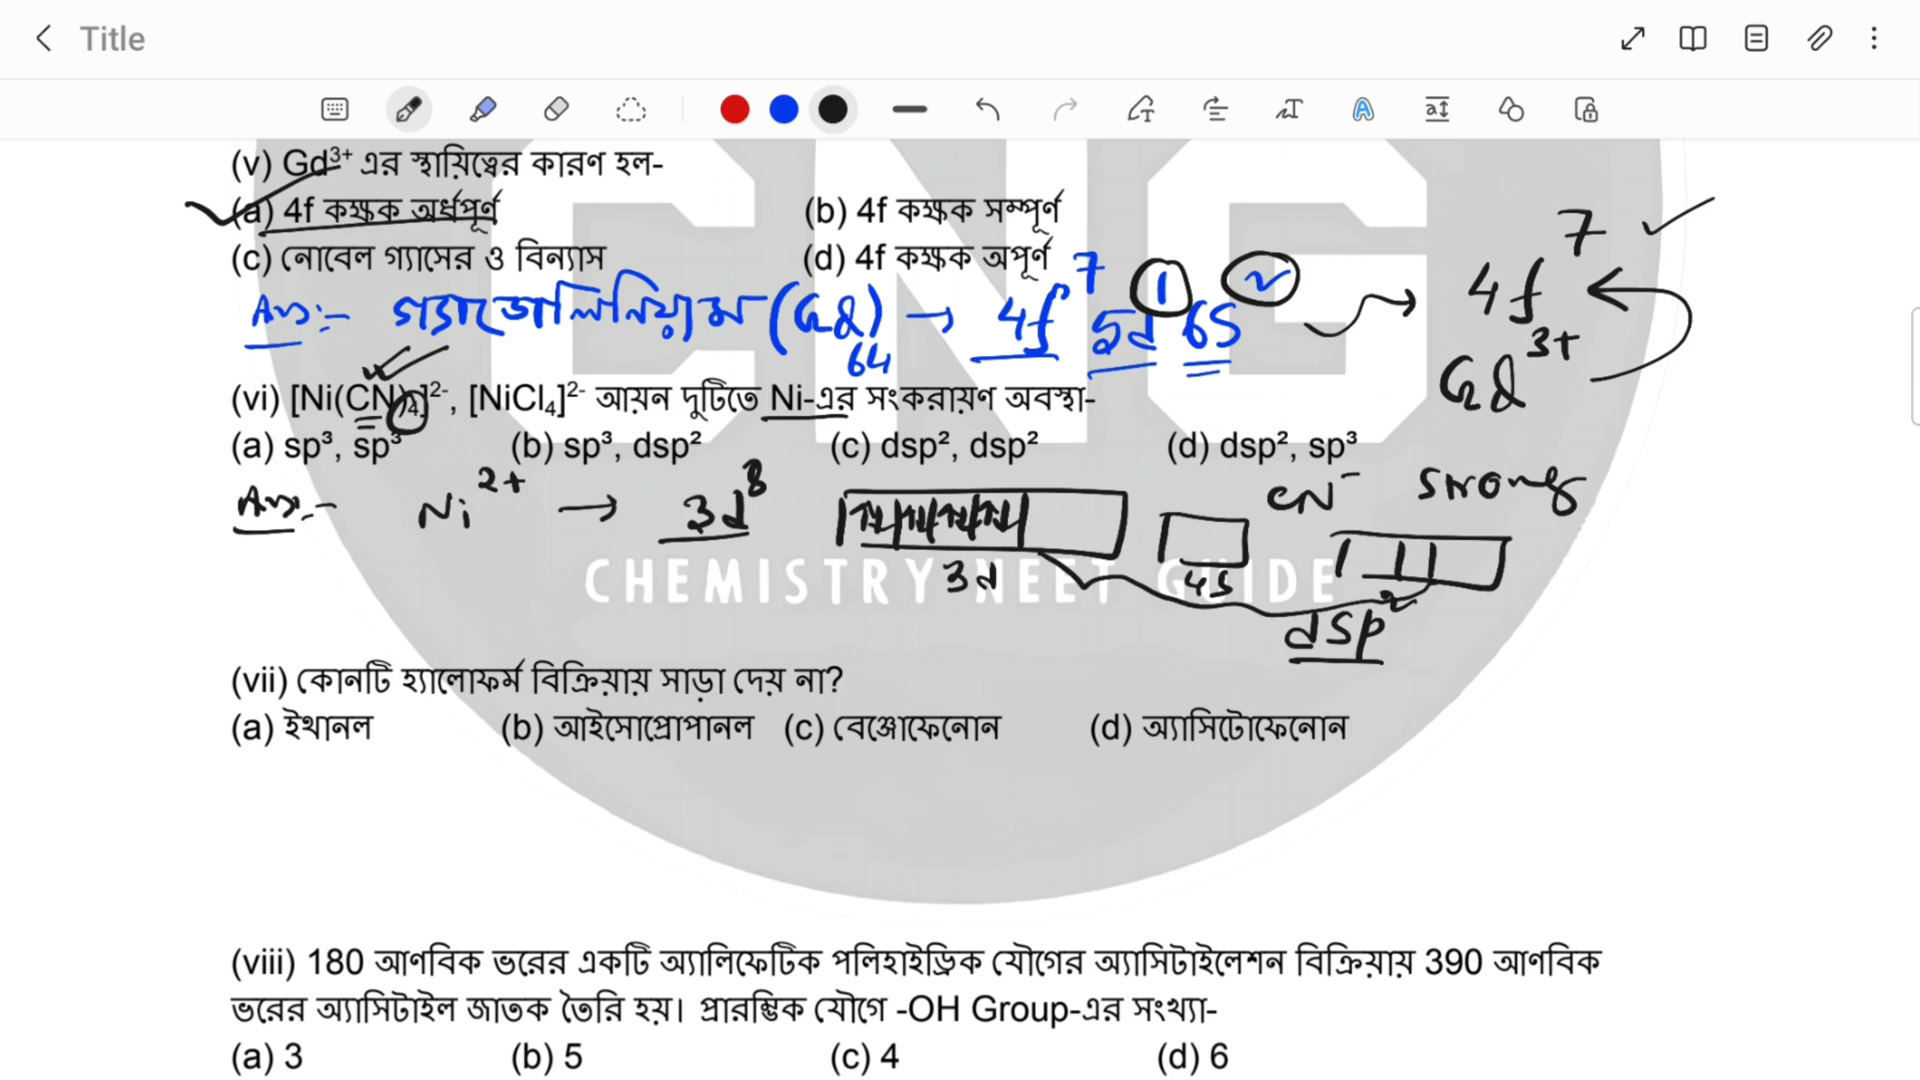 Title
(v) Gd³⁺ এর স্থায়িত্বের কারণ হল-
(a) 4f কক্ষক অর্ধপূর্ণ (b) 4f কক্ষক সম্পূর্ণ
(c) নোবেল গ্যাসের ও বিন্যাস (d) 4f কক্ষক অপূর্ণ
Ans:- গ্যাডোলিনিয়াম (Gd) → 4f⁷ 5d¹ 6s² → 4f⁷ ✓
64
Gd³⁺
(vi) [Ni(CN)₄]²⁻, [NiCl₄]²⁻ আয়ন দুটিতে Ni-এর সংকরায়ণ অবস্থা-
(a) sp³, sp³ (b) sp³, dsp² (c) dsp², dsp² (d) dsp², sp³
Ans:- Ni²⁺ → 3d⁸ CN⁻ strong
3d 4s
CHEMISTRY NEET GUIDE
dsp²
(vii) কোনটি হ্যালোফর্ম বিক্রিয়ায় সাড়া দেয় না?
(a) ইথানল (b) আইসোপ্রোপানল (c) বেঞ্জোফেনোন (d) অ্যাসিটোফেনোন
(viii) 180 আণবিক ভরের একটি অ্যালিফেটিক পলিহাইড্রিক যৌগের অ্যাসিটাইলেশন বিক্রিয়ায় 390 আণবিক
ভরের অ্যাসিটাইল জাতক তৈরি হয়। প্রারম্ভিক যৌগে -OH Group-এর সংখ্যা-
(a) 3 (b) 5 (c) 4 (d) 6
CNG